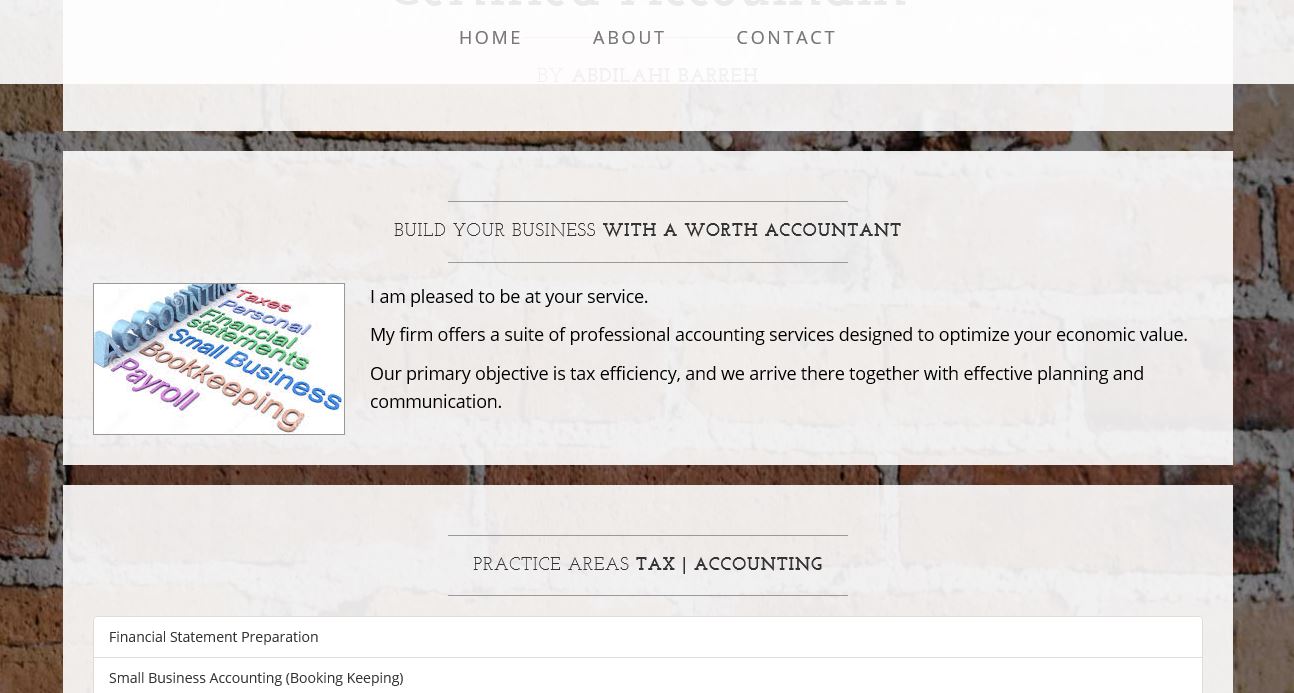 Certified Accountant
HOME ABOUT CONTACT
BY ABDILAHI BARREH
BUILD YOUR BUSINESS WITH A WORTH ACCOUNTANT
ACCOUNTING
Taxes
Personal
Financial
statements
Small Business
Bookkeeping
Payroll
I am pleased to be at your service.
My firm offers a suite of professional accounting services designed to optimize your economic value.
Our primary objective is tax efficiency, and we arrive there together with effective planning and
communication.
PRACTICE AREAS TAX | ACCOUNTING
Financial Statement Preparation
Small Business Accounting (Booking Keeping)